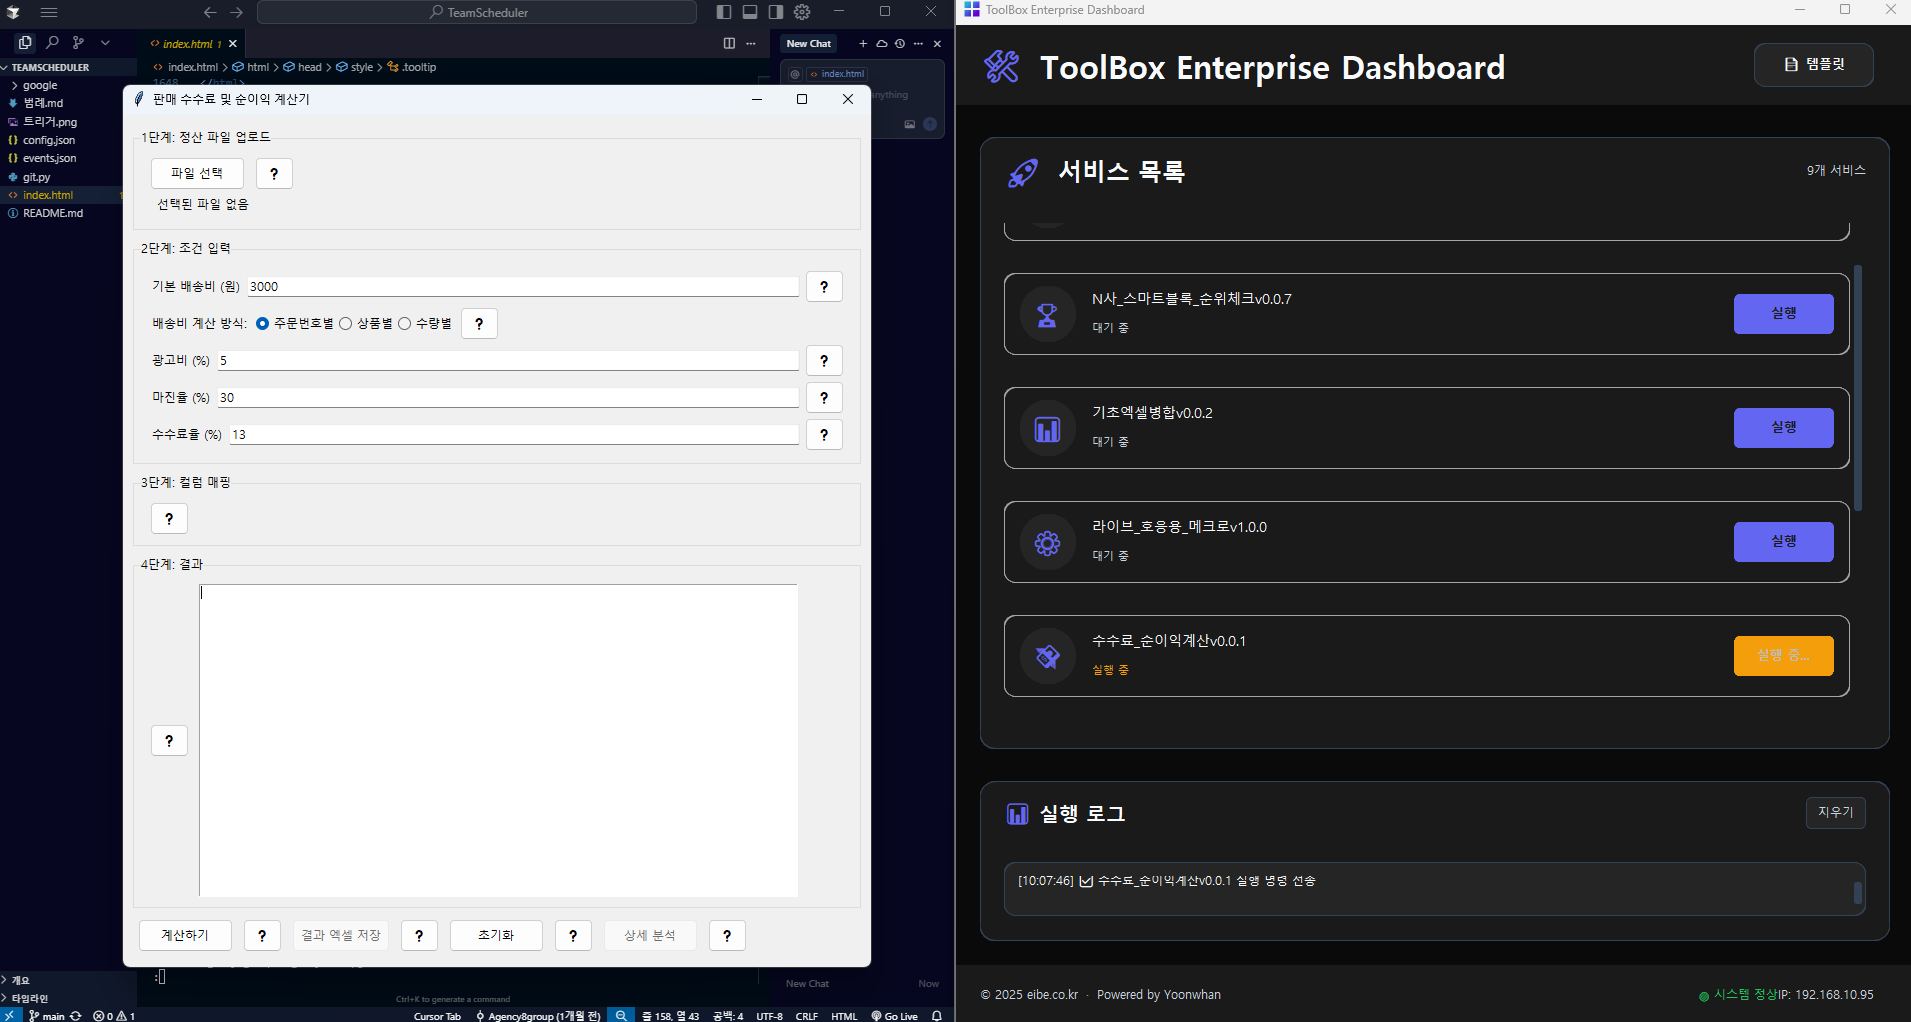 TeamScheduler
index.html 1
TEAMSCHEDULER
google
범례.md
트리거.png
config.json
events.json
git.py
index.html
README.md
index.html > html > head > style > .tooltip
1648 </html>
New Chat
@ index.html
anything
판매 수수료 및 순이익 계산기
1단계: 정산 파일 업로드
파일 선택
?
선택된 파일 없음
2단계: 조건 입력
기본 배송비 (원) 3000 ?
배송비 계산 방식: 주문번호별 상품별 수량별 ?
광고비 (%) 5 ?
마진율 (%) 30 ?
수수료율 (%) 13 ?
3단계: 컬럼 매핑
?
4단계: 결과
?
계산하기 ? 결과 엑셀 저장 ? 초기화 ? 상세 분석 ?
개요
타임라인
New Chat Now
Ctrl+K to generate a command
main 0 1 Cursor Tab Agency8group (1개월 전) 줄 158, 열 43 공백: 4 UTF-8 CRLF HTML Go Live
ToolBox Enterprise Dashboard
ToolBox Enterprise Dashboard
템플릿
서비스 목록
9개 서비스
N사_스마트블록_순위체크v0.0.7
대기 중
실행
기초엑셀병합v0.0.2
대기 중
실행
라이브_호응용_메크로v1.0.0
대기 중
실행
수수료_순이익계산v0.0.1
실행 중
실행 중...
실행 로그
지우기
[10:07:46] 수수료_순이익계산v0.0.1 실행 명령 전송
© 2025 eibe.co.kr · Powered by Yoonwhan
시스템 정상IP: 192.168.10.95